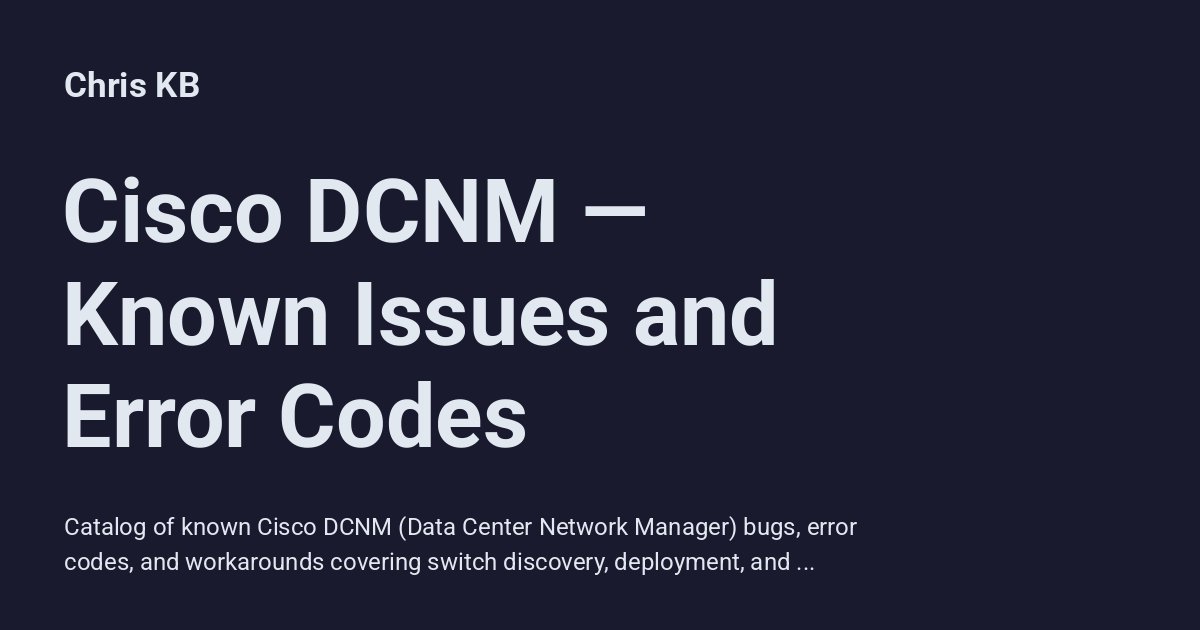 Chris KB
Cisco DCNM —
Known Issues and
Error Codes
Catalog of known Cisco DCNM (Data Center Network Manager) bugs, error
codes, and workarounds covering switch discovery, deployment, and ...